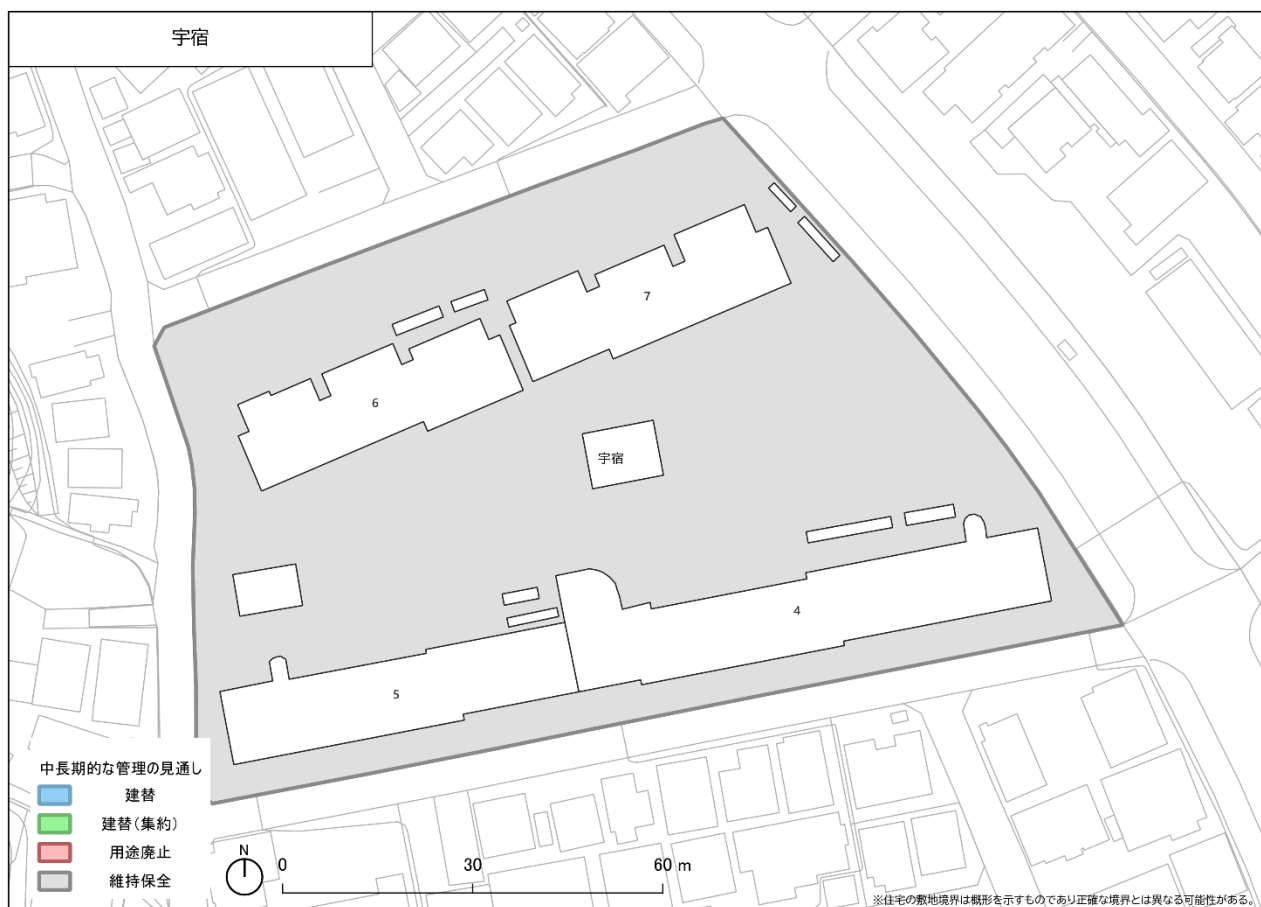 宇宿
7
6
宇宿
4
5
中長期的な管理の見通し
建替
建替(集約)
用途廃止
維持保全
N
0 30 60 m
※住宅の敷地境界は概形を示すものであり正確な境界とは異なる可能性がある。